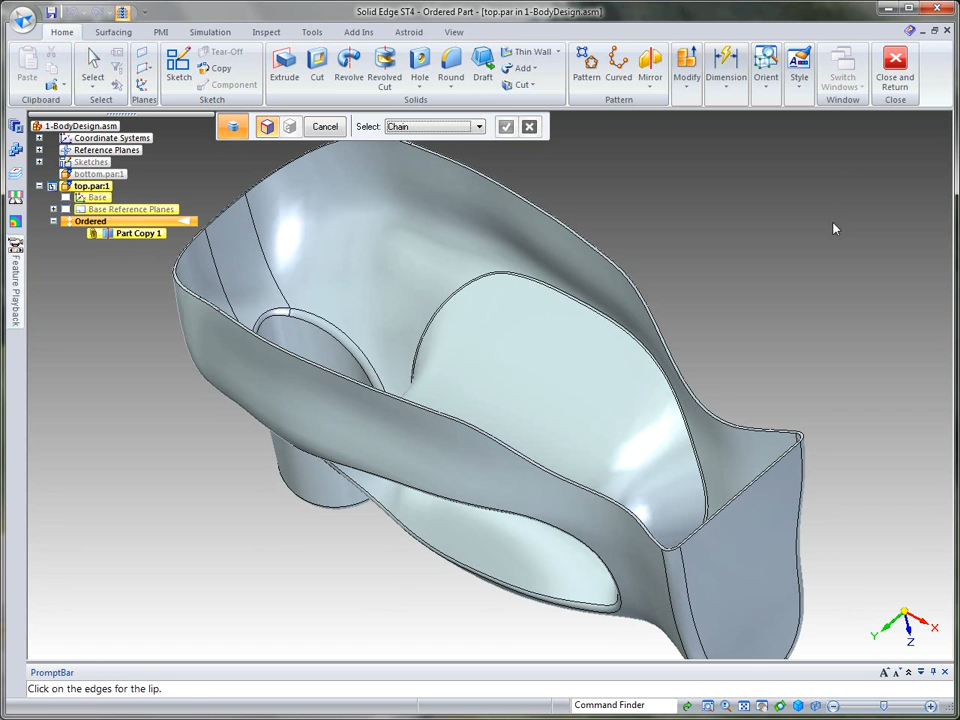 Solid Edge ST4 - Ordered Part - [top.par in 1-BodyDesign.asm]
Home Surfacing PMI Simulation Inspect Tools Add Ins Astroid View
Paste
Clipboard
Select
Select
Planes
Sketch
Tear-Off
Copy
Component
Sketch
Extrude Cut Revolve Revolved Cut Hole Round Draft
Thin Wall
Add
Cut
Solids
Pattern Curved Mirror
Pattern
Modify Dimension Orient Style
Switch Windows
Window
Close and Return
Close
Cancel Select: Chain
1-BodyDesign.asm
Coordinate Systems
Reference Planes
Sketches
bottom.par:1
top.par:1
Base
Base Reference Planes
Ordered
Part Copy 1
Feature Playback
X
Y
Z
PromptBar
Click on the edges for the lip.
Command Finder